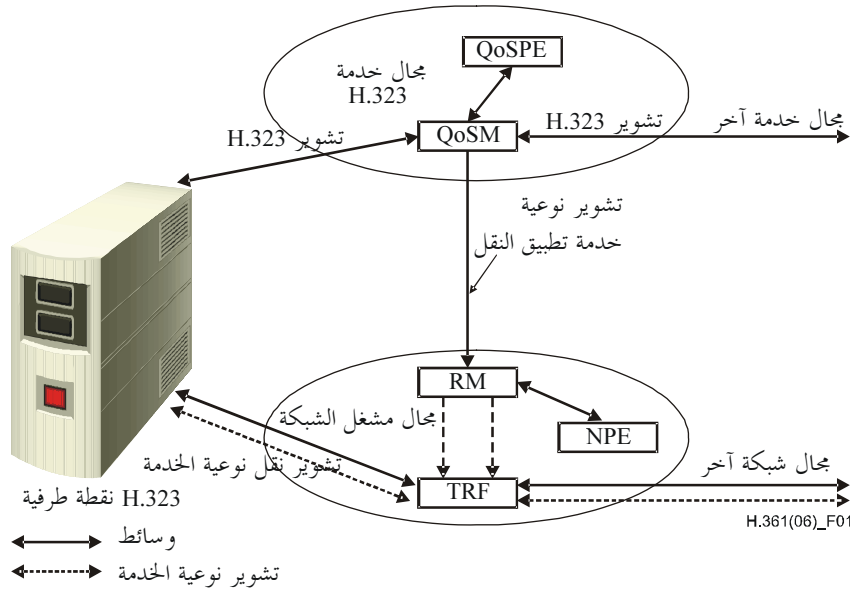 QoSPE
مجال خدمة
H.323
QoSM
تشوير H.323
تشوير H.323
مجال خدمة آخر
تشوير نوعية
خدمة تطبيق النقل
RM
مجال مشغل الشبكة
NPE
تشوير نقل نوعية الخدمة
TRF
مجال شبكة آخر
H.323 نقطة طرفية
H.361(06)_F01
وسائط
تشوير نوعية الخدمة